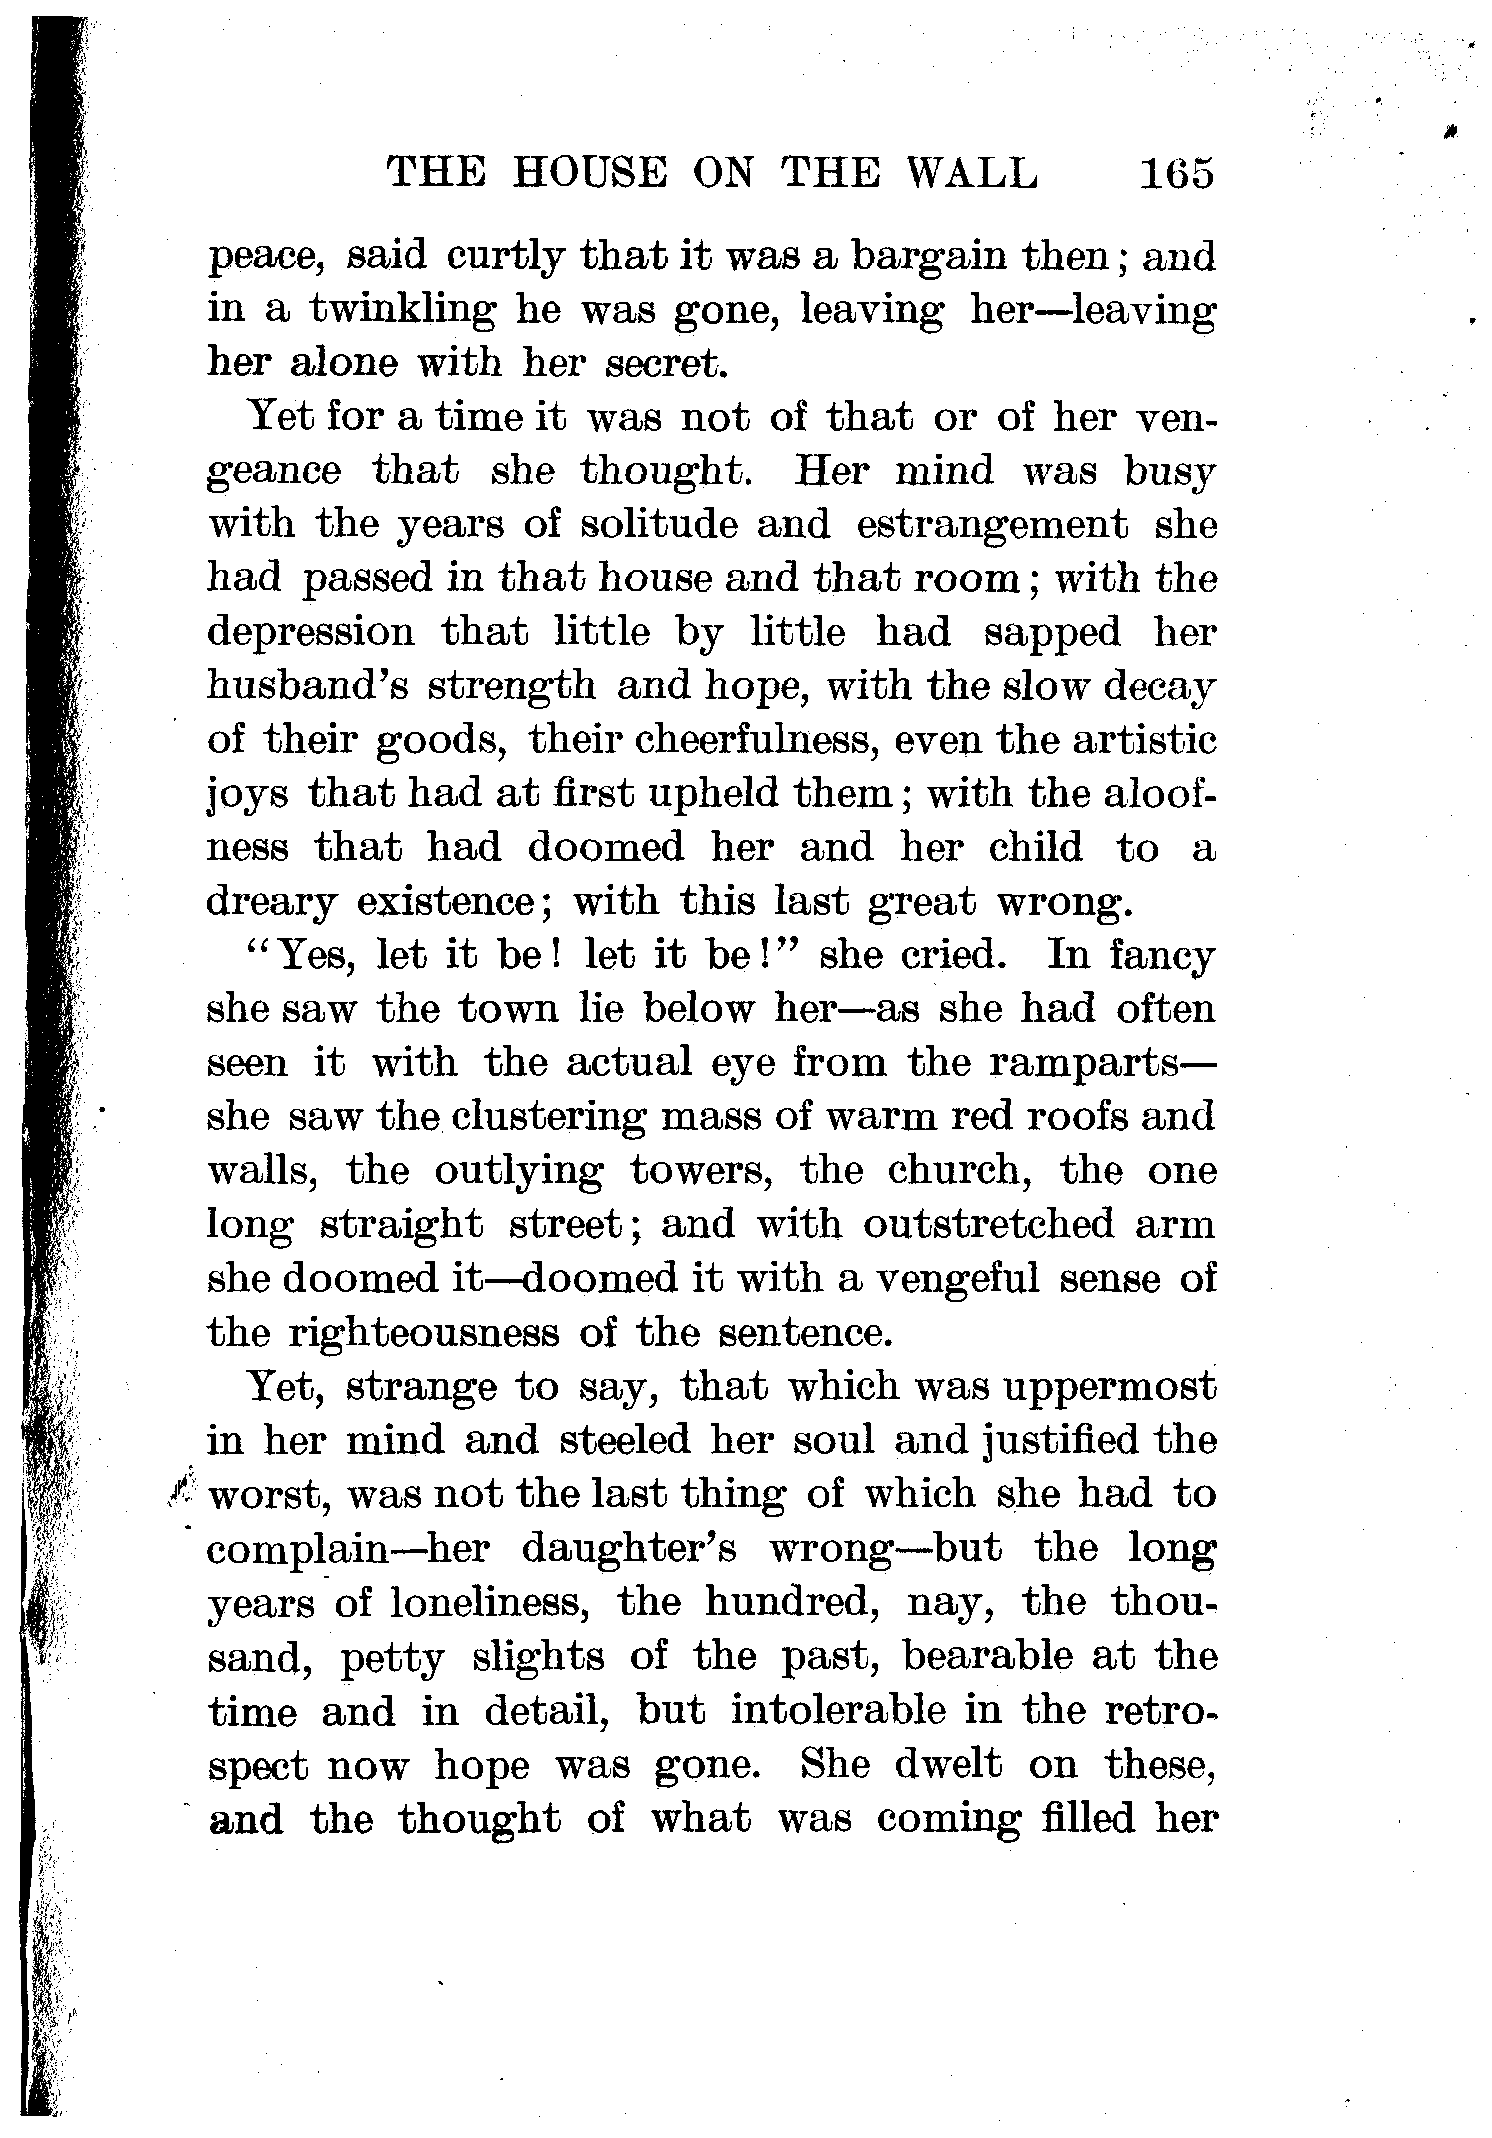 THE HOUSE ON THE WALL 165
peace, said curtly that it was a bargain then; and
in a twinkling he was gone, leaving her—leaving
her alone with her secret.
Yet for a time it was not of that or of her ven-
geance that she thought. Her mind was busy
with the years of solitude and estrangement she
had passed in that house and that room; with the
depression that little by little had sapped her
husband's strength and hope, with the slow decay
of their goods, their cheerfulness, even the artistic
joys that had at first upheld them; with the aloof-
ness that had doomed her and her child to a
dreary existence; with this last great wrong.
"Yes, let it be! let it be!" she cried. In fancy
she saw the town lie below her—as she had often
seen it with the actual eye from the ramparts—
she saw the clustering mass of warm red roofs and
walls, the outlying towers, the church, the one
long straight street; and with outstretched arm
she doomed it—doomed it with a vengeful sense of
the righteousness of the sentence.
Yet, strange to say, that which was uppermost
in her mind and steeled her soul and justified the
worst, was not the last thing of which she had to
complain—her daughter's wrong—but the long
years of loneliness, the hundred, nay, the thou-
sand, petty slights of the past, bearable at the
time and in detail, but intolerable in the retro-
spect now hope was gone. She dwelt on these,
and the thought of what was coming filled her